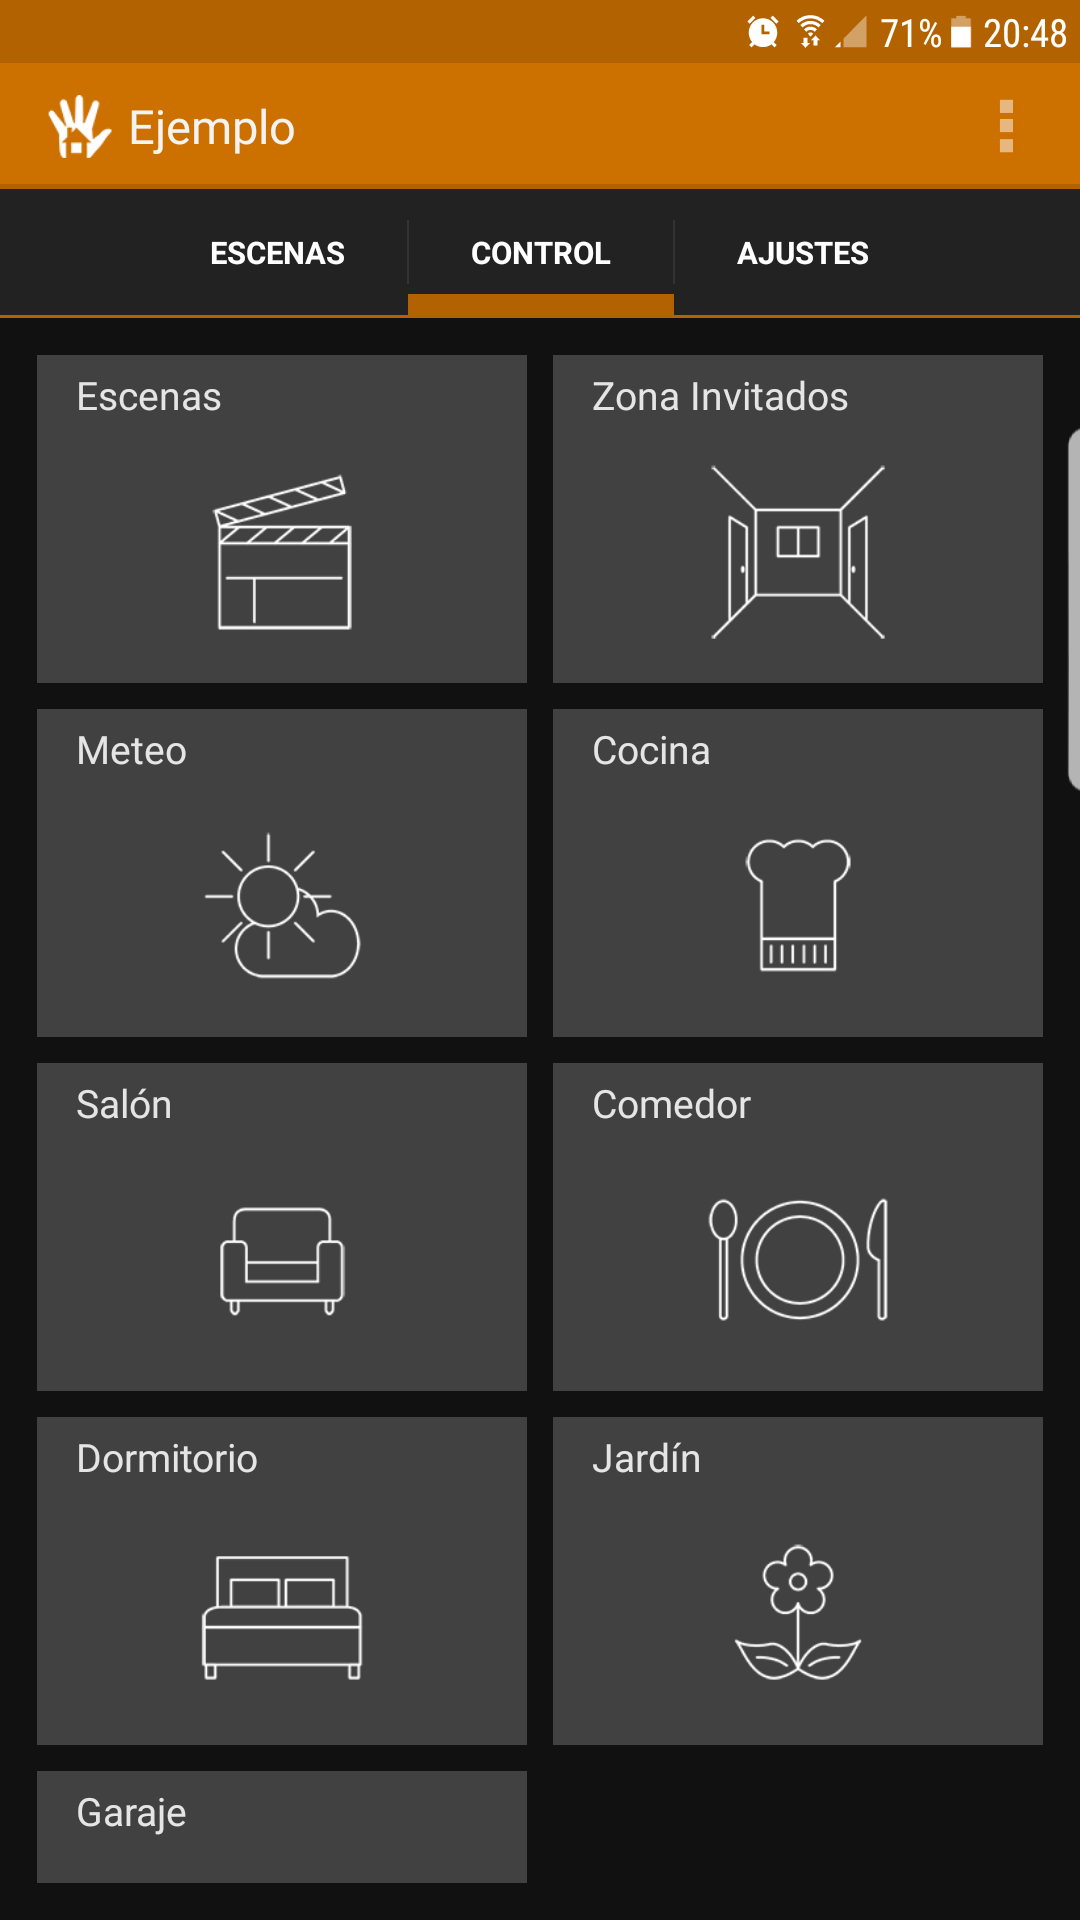 71% 20:48
Ejemplo
ESCENAS CONTROL AJUSTES
Escenas Zona Invitados
Meteo Cocina
Salón Comedor
Dormitorio Jardín
Garaje